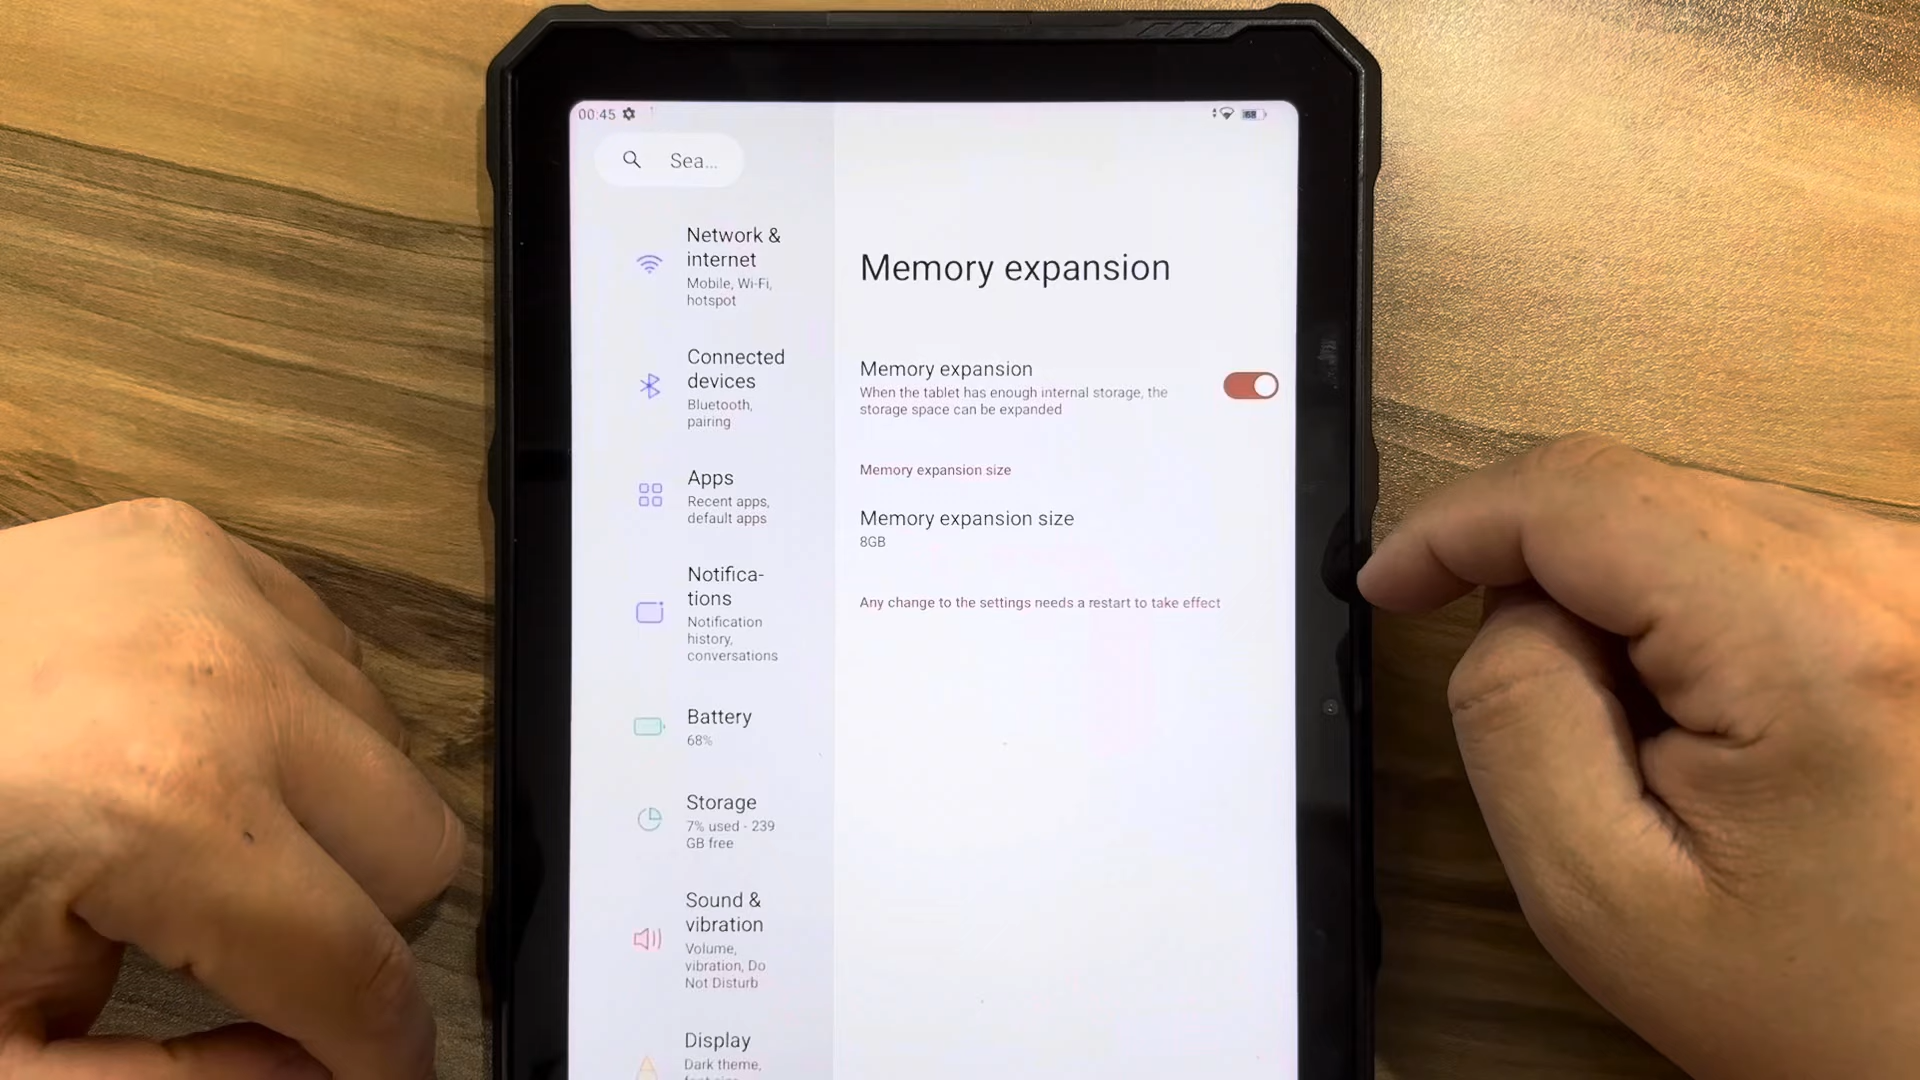 00:45
68
Sea...
Network &
internet
Mobile, Wi-Fi,
hotspot
Connected
devices
Bluetooth,
pairing
Apps
Recent apps,
default apps
Notifica-
tions
Notification
history,
conversations
Battery
68%
Storage
7% used - 239
GB free
Sound &
vibration
Volume,
vibration, Do
Not Disturb
Display
Dark theme,
Memory expansion
Memory expansion
When the tablet has enough internal storage, the
storage space can be expanded
Memory expansion size
Memory expansion size
8GB
Any change to the settings needs a restart to take effect